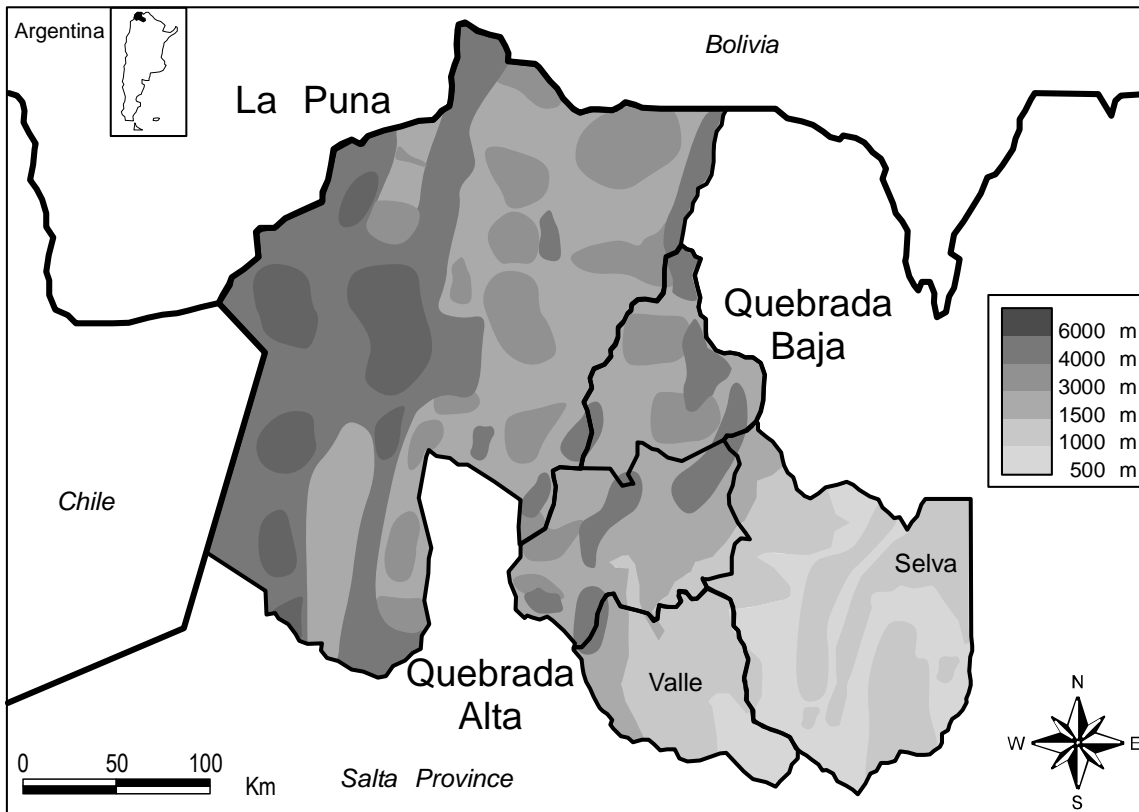 Argentina
Bolivia
La Puna
Quebrada
Baja
6000 m
4000 m
3000 m
1500 m
1000 m
500 m
Chile
Selva
Quebrada
Alta
Valle
N
W E
S
0 50 100
Km
Salta Province